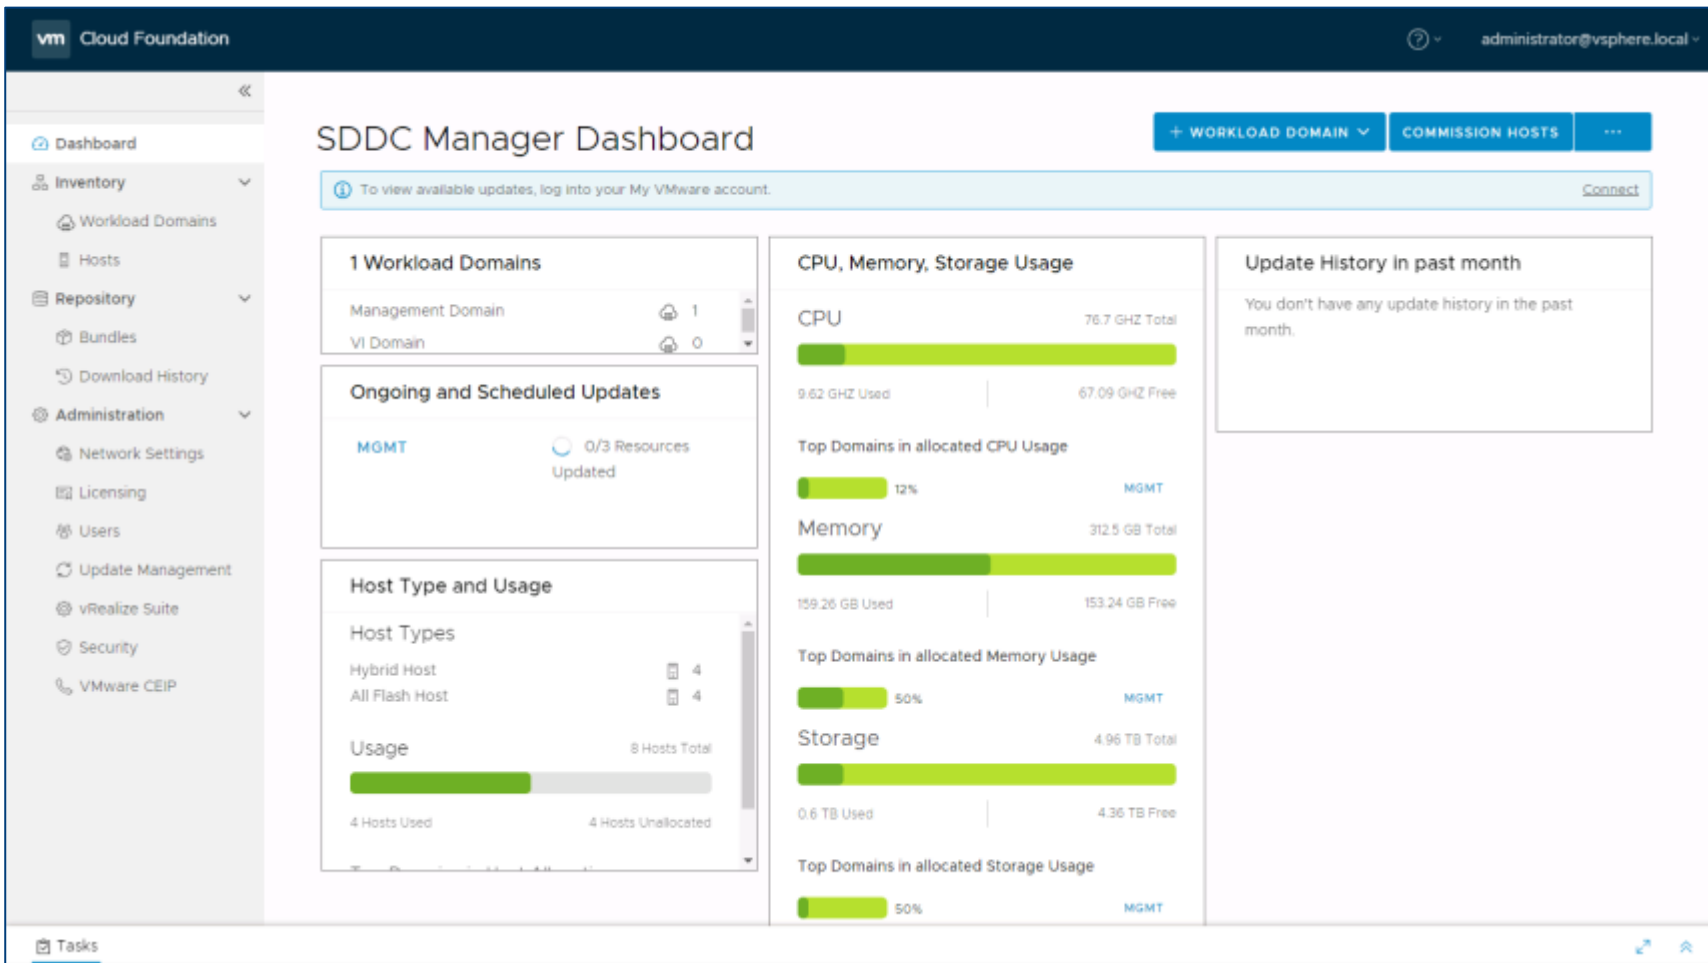 vm Cloud Foundation
administrator@vsphere.local
Dashboard
Inventory
Workload Domains
Hosts
Repository
Bundles
Download History
Administration
Network Settings
Licensing
Users
Update Management
vRealize Suite
Security
VMware CEIP
SDDC Manager Dashboard
+ WORKLOAD DOMAIN
COMMISSION HOSTS
...
To view available updates, log into your My VMware account.
Connect
1 Workload Domains
Management Domain 1
VI Domain 0
Ongoing and Scheduled Updates
MGMT 0/3 Resources
Updated
Host Type and Usage
Host Types
Hybrid Host 4
All Flash Host 4
Usage 8 Hosts Total
4 Hosts Used 4 Hosts Unallocated
CPU, Memory, Storage Usage
CPU 76.7 GHZ Total
9.62 GHZ Used 67.09 GHZ Free
Top Domains in allocated CPU Usage
12% MGMT
Memory 312.5 GB Total
159.26 GB Used 153.24 GB Free
Top Domains in allocated Memory Usage
50% MGMT
Storage 4.96 TB Total
0.6 TB Used 4.36 TB Free
Top Domains in allocated Storage Usage
50% MGMT
Update History in past month
You don't have any update history in the past
month.
Tasks